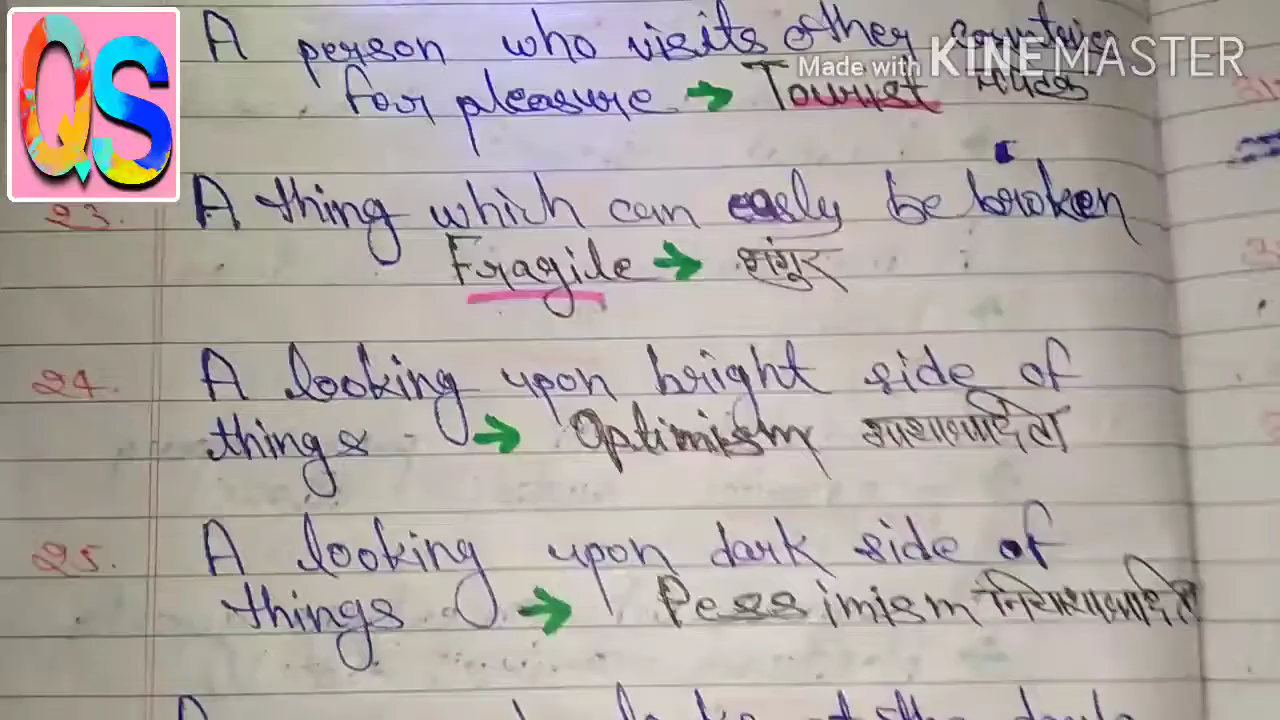 QS
A person who visits other countries
Made with KINEMASTER
for pleasure → Tourist
23. A thing which can easly be broken
Fragile → भंगुर
24. A looking upon bright side of
things → Optimism आशावादिता
25. A looking upon dark side of
things → Pessimism निराशावादिता